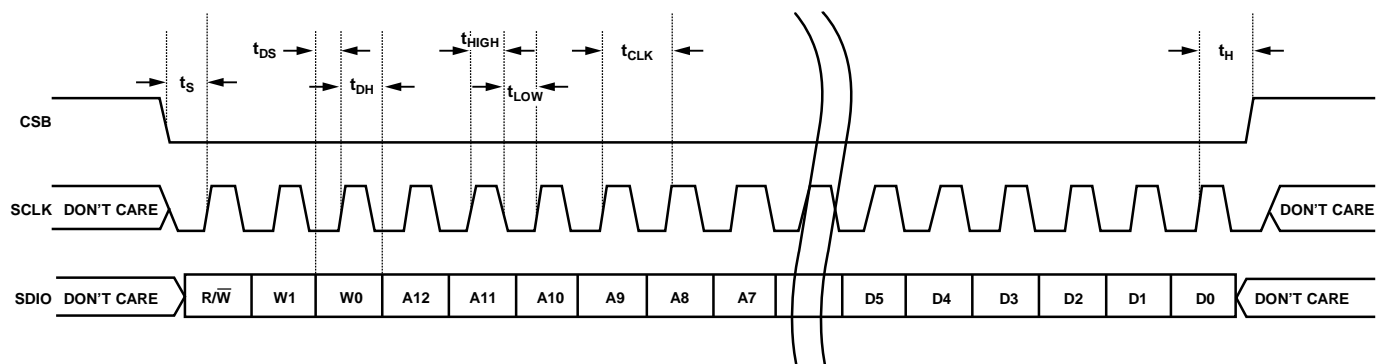 tDS
tHIGH
tCLK
tH
tS
tDH
tLOW
CSB
SCLK DON'T CARE DON'T CARE
SDIO DON'T CARE R/W̅ W1 W0 A12 A11 A10 A9 A8 A7 D5 D4 D3 D2 D1 D0 DON'T CARE